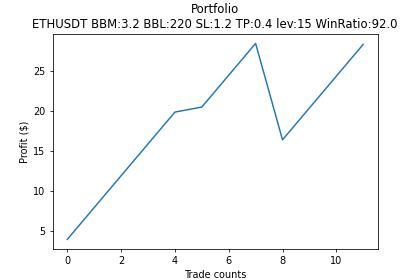 Portfolio
ETHUSDT BBM:3.2 BBL:220 SL:1.2 TP:0.4 lev:15 WinRatio:92.0
25
20
15
10
5
Profit ($)
0 2 4 6 8 10
Trade counts